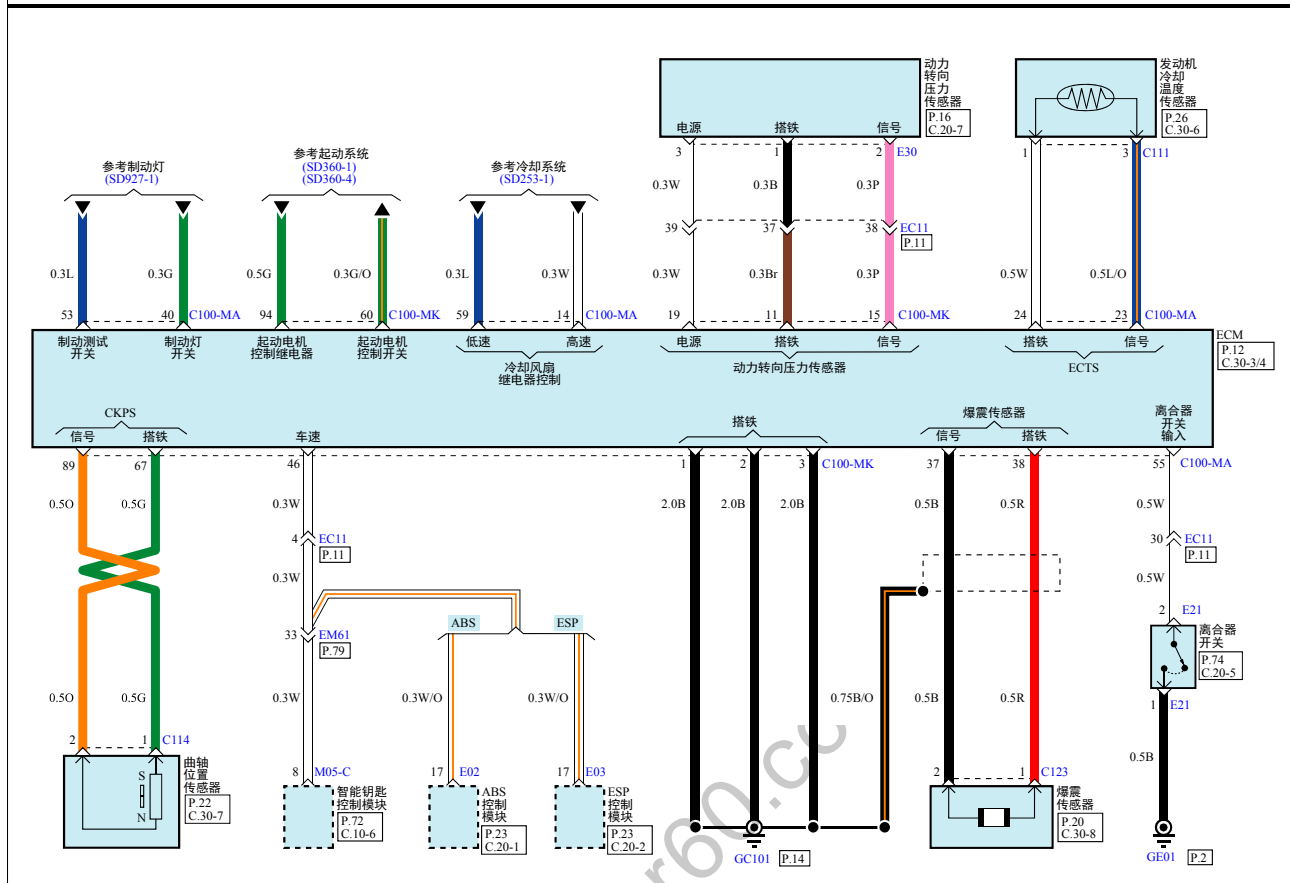 动力
转向
压力
传感器
P.16
C.20-7
发动机
冷却
温度
传感器
P.26
C.30-6
电源
搭铁
信号
3
1
2
E30
1
3
C111
参考制动灯
(SD927-1)
参考起动系统
(SD360-1)
(SD360-4)
参考冷却系统
(SD253-1)
0.3W
0.3B
0.3P
39
37
38
EC11
P.11
0.3L
0.3G
0.5G
0.3G/O
0.3L
0.3W
0.3W
0.3Br
0.3P
0.5W
0.5L/O
53
40
C100-MA
94
60
C100-MK
59
14
C100-MA
19
11
15
C100-MK
24
23
C100-MA
ECM
P.12
C.30-3/4
制动测试
开关
制动灯
开关
起动电机
控制继电器
起动电机
控制开关
低速
高速
冷却风扇
继电器控制
电源
搭铁
信号
动力转向压力传感器
搭铁
信号
ECTS
CKPS
信号
搭铁
车速
搭铁
爆震传感器
信号
搭铁
离合器
开关
输入
89
67
46
1
2
3
C100-MK
37
38
55
C100-MA
0.5O
0.5G
0.3W
2.0B
2.0B
2.0B
0.5B
0.5R
0.5W
4
EC11
P.11
30
EC11
P.11
0.3W
0.5W
33
EM61
P.79
ABS
ESP
2
E21
离合器
开关
P.74
C.20-5
0.5O
0.5G
0.3W
0.3W/O
0.3W/O
0.75B/O
0.5B
0.5R
1
E21
2
1
C114
0.5B
曲轴
位置
传感器
P.22
C.30-7
S
N
8
M05-C
智能钥匙
控制模块
P.72
C.10-6
17
E02
ABS
控制
模块
P.23
C.20-1
17
E03
ESP
控制
模块
P.23
C.20-2
2
1
C123
爆震
传感器
P.20
C.30-8
GC101
P.14
GE01
P.2
r60.co